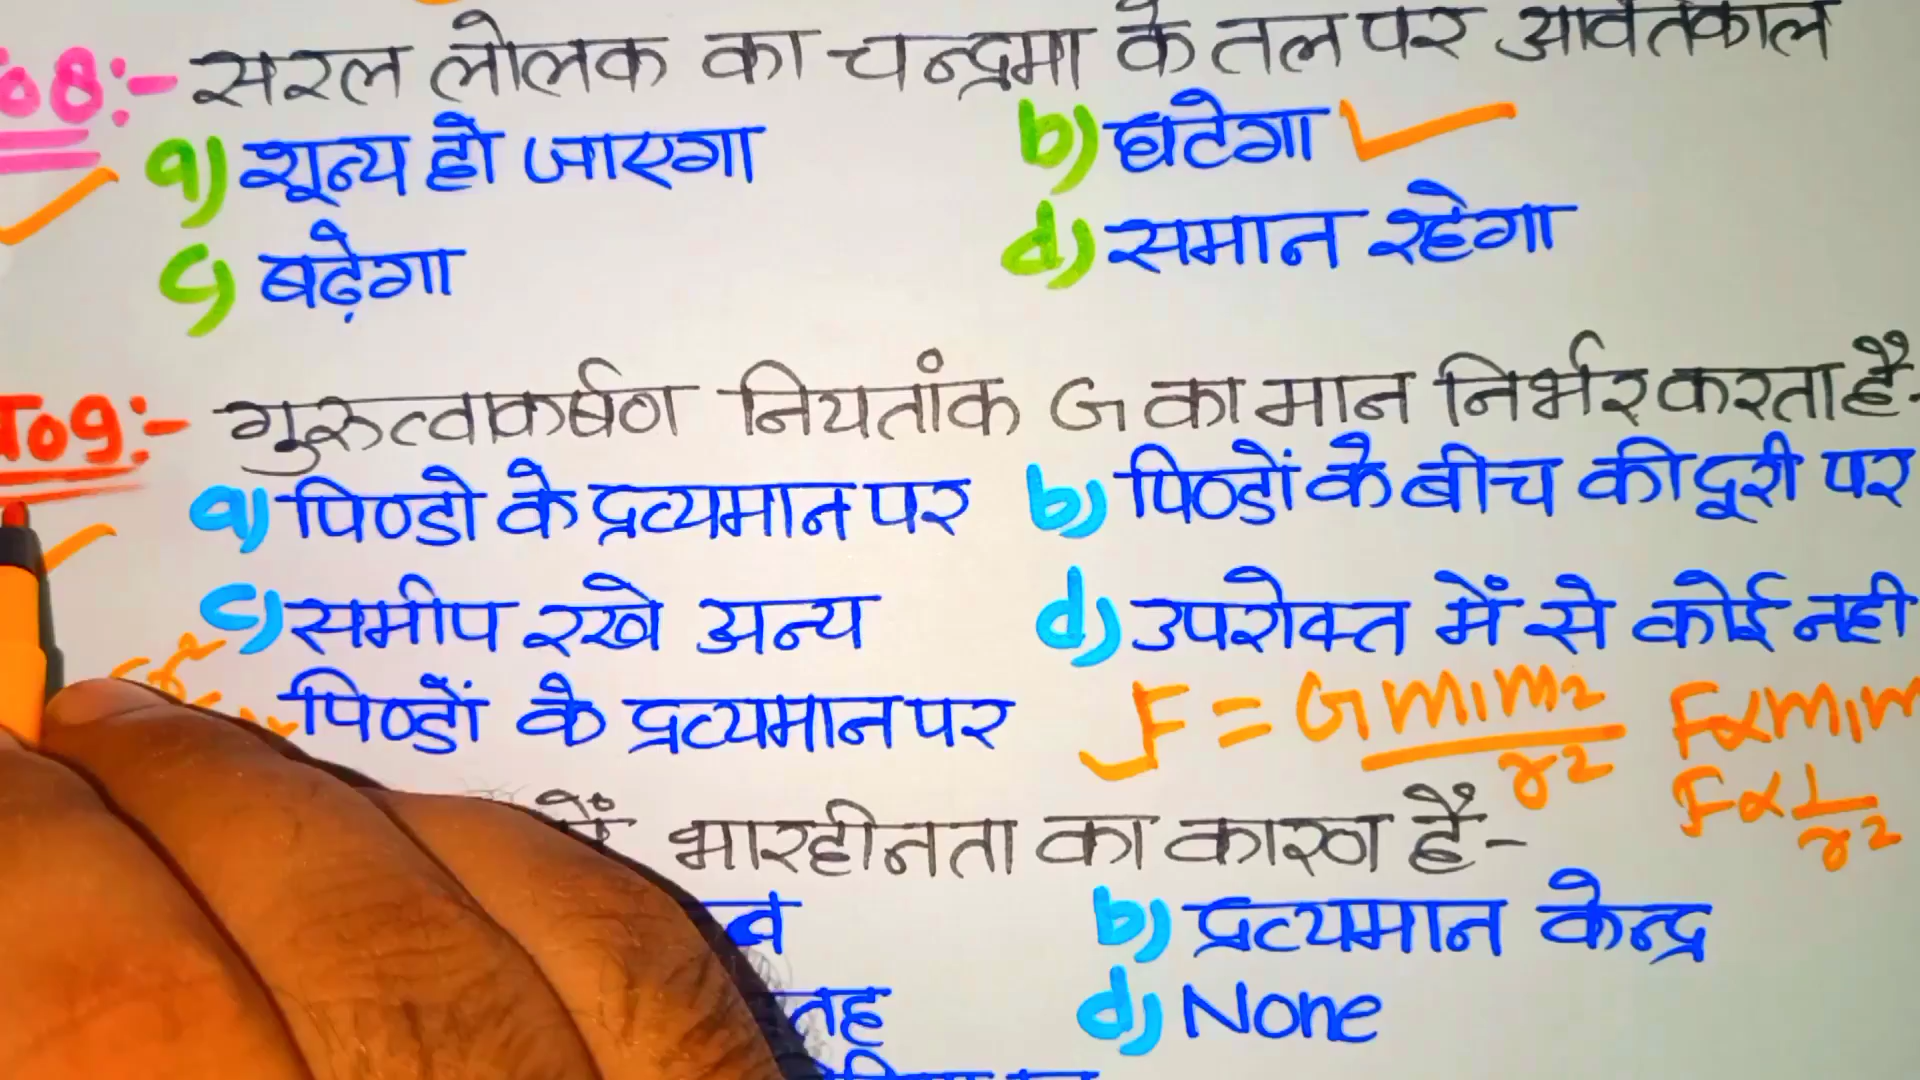 08:- सरल लोलक का चन्द्रमा के तल पर आवर्तकाल
a) शून्य हो जाएगा b) घटेगा
c) बढ़ेगा d) समान रहेगा
09:- गुरुत्वाकर्षण नियतांक G का मान निर्भर करता है-
a) पिण्डो के द्रव्यमान पर b) पिण्डों के बीच की दूरी पर
c) समीप रखे अन्य d) उपरोक्त में से कोई नही
पिण्डों के द्रव्यमान पर F = G m1m2 / r2 F∝m1m
F∝1/r2
में भारहीनता का कारण है-
b) द्रव्यमान केन्द्र
d) None